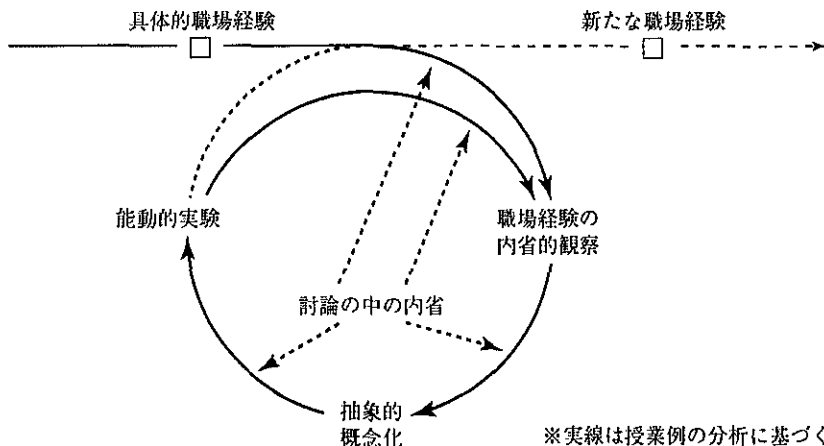 具体的職場経験
新たな職場経験
能動的実験
職場経験の
内省的観察
討論の中の内省
抽象的
概念化
※実線は授業例の分析に基づく